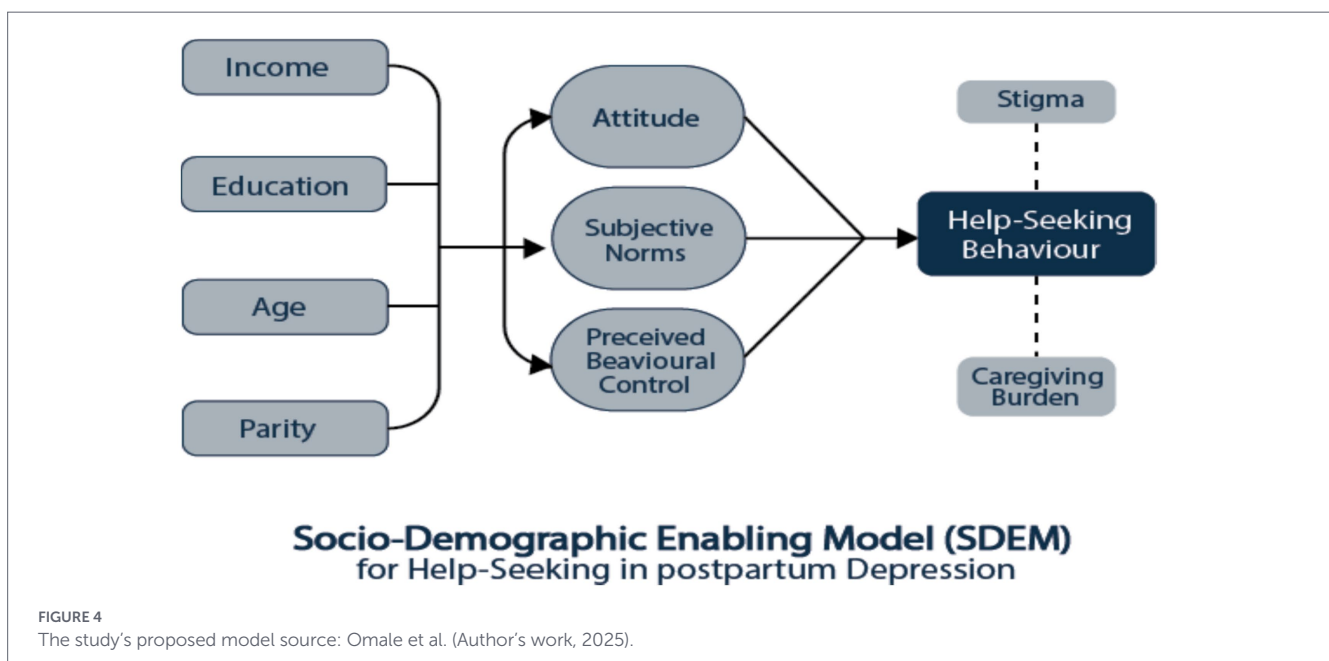 Income
Education
Age
Parity
Attitude
Subjective
Norms
Preceived
Beavioural
Control
Stigma
Help-Seeking
Behaviour
Caregiving
Burden
Socio-Demographic Enabling Model (SDEM)
for Help-Seeking in postpartum Depression
FIGURE 4
The study's proposed model source: Omale et al. (Author's work, 2025).